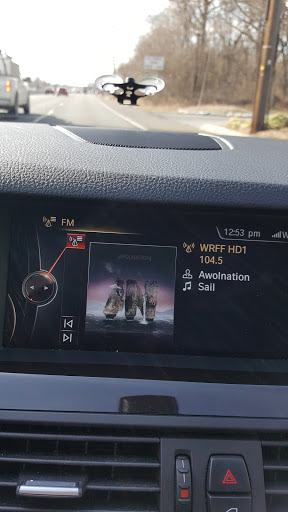 FM
12:53 pm
WRFF HD1
104.5
Awolnation
Sail